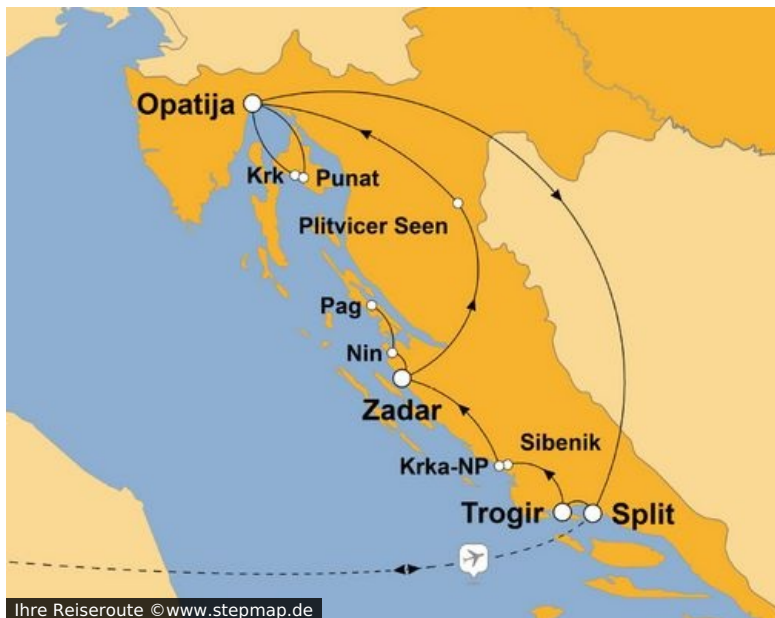 Opatija
Krk
Punat
Plitvicer Seen
Pag
Nin
Zadar
Sibenik
Krka-NP
Trogir
Split
Ihre Reiseroute ©www.stepmap.de